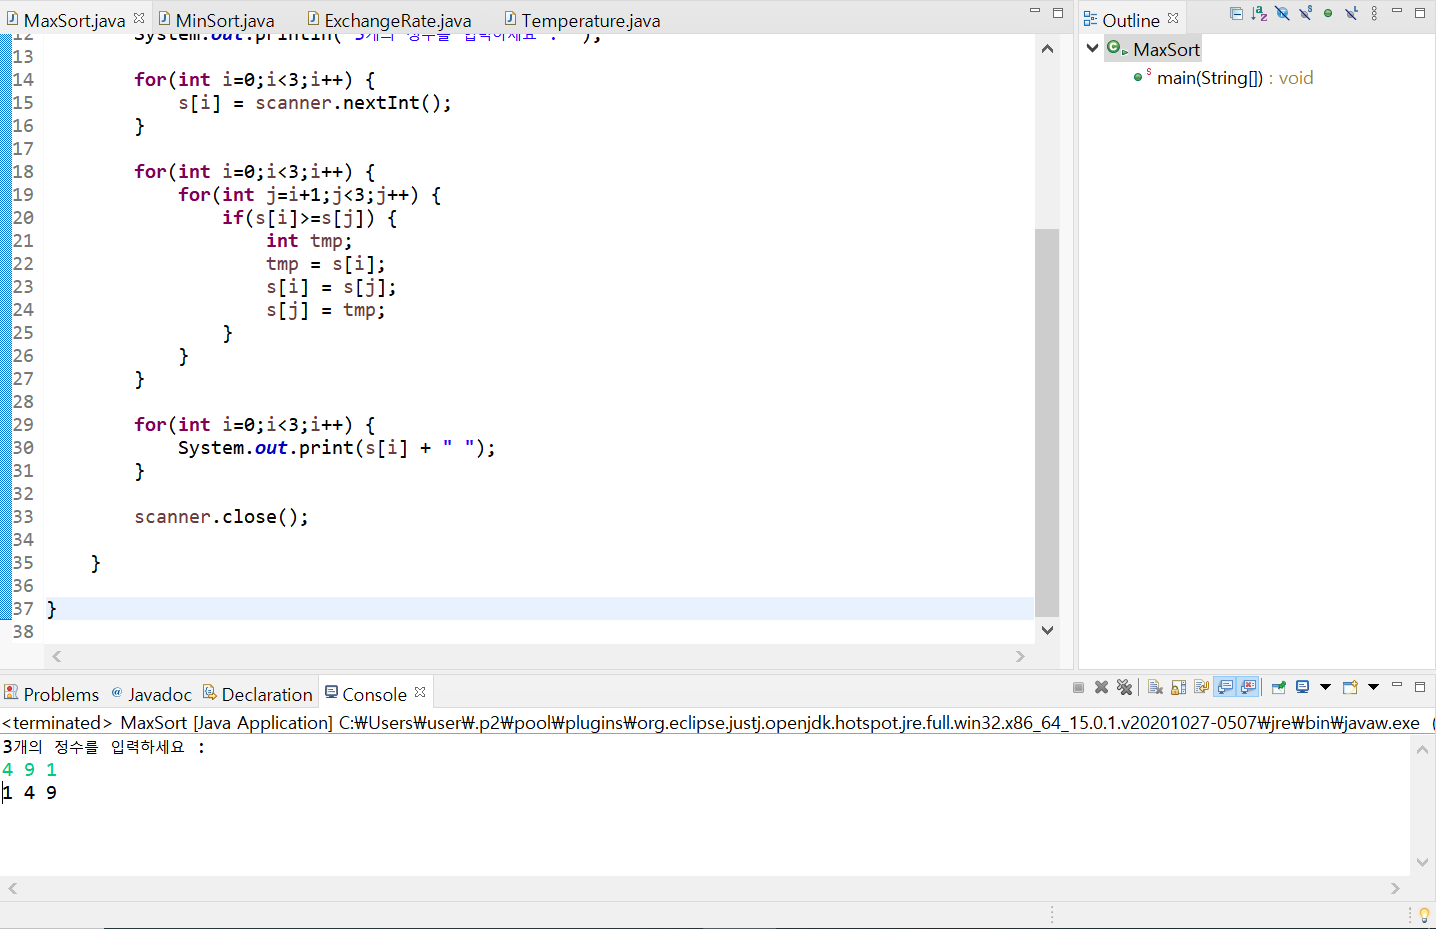 MaxSort.java MinSort.java ExchangeRate.java Temperature.java
Outline
12 System.out.println("3개의 정수를 입력하세요 : ");
13
14 for(int i=0;i<3;i++) {
15 s[i] = scanner.nextInt();
16 }
17
18 for(int i=0;i<3;i++) {
19 for(int j=i+1;j<3;j++) {
20 if(s[i]>=s[j]) {
21 int tmp;
22 tmp = s[i];
23 s[i] = s[j];
24 s[j] = tmp;
25 }
26 }
27 }
28
29 for(int i=0;i<3;i++) {
30 System.out.print(s[i] + " ");
31 }
32
33 scanner.close();
34
35 }
36
37 }
38
MaxSort
main(String[]) : void
Problems @ Javadoc Declaration Console
<terminated> MaxSort [Java Application] C:₩Users₩user₩.p2₩pool₩plugins₩org.eclipse.justj.openjdk.hotspot.jre.full.win32.x86_64_15.0.1.v20201027-0507₩jre₩bin₩javaw.exe (
3개의 정수를 입력하세요 :
4 9 1
1 4 9